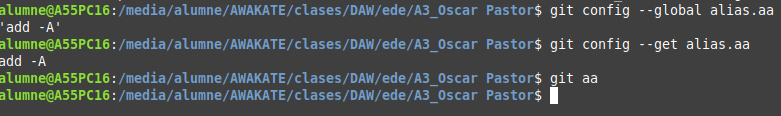 alumne@A55PC16:/media/alumne/AWAKATE/clases/DAW/ede/A3_Oscar Pastor$ git config --global alias.aa
'add -A'
alumne@A55PC16:/media/alumne/AWAKATE/clases/DAW/ede/A3_Oscar Pastor$ git config --get alias.aa
add -A
alumne@A55PC16:/media/alumne/AWAKATE/clases/DAW/ede/A3_Oscar Pastor$ git aa
alumne@A55PC16:/media/alumne/AWAKATE/clases/DAW/ede/A3_Oscar Pastor$